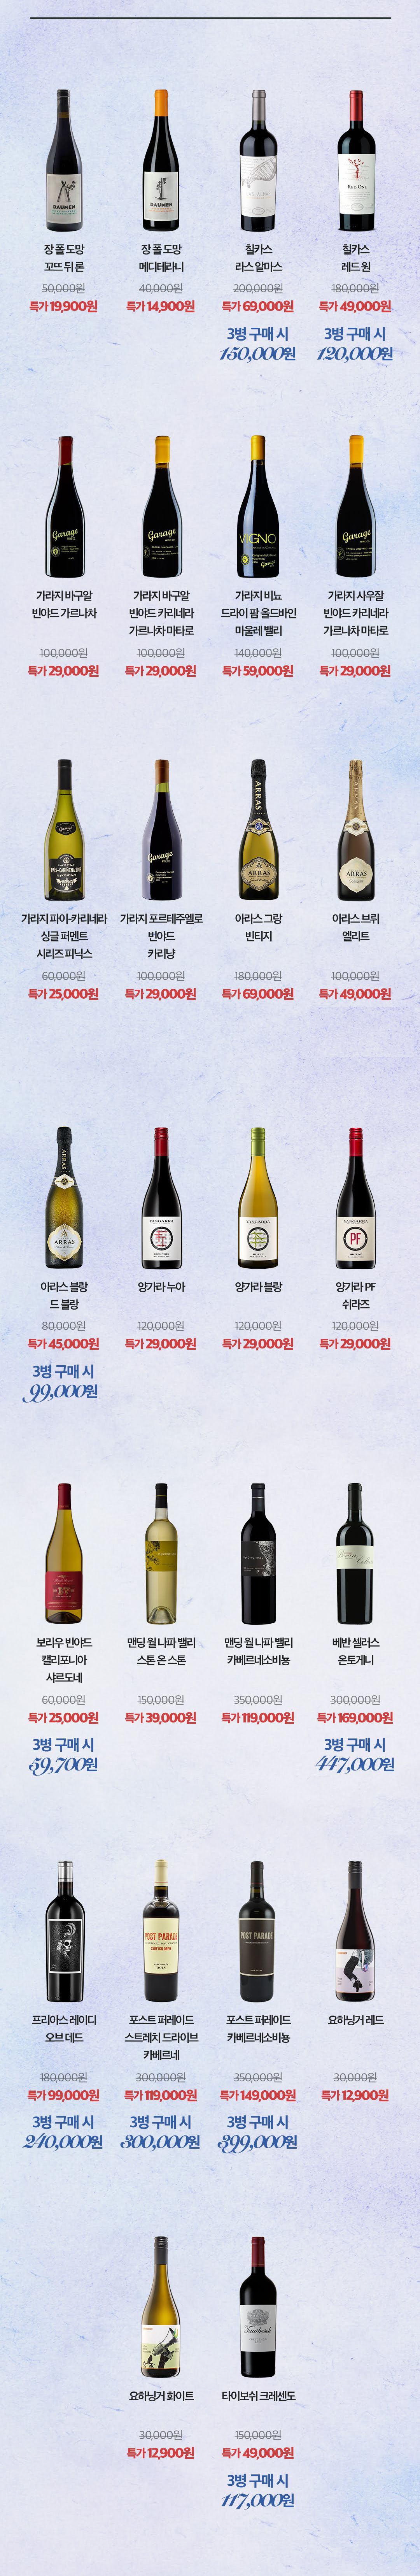 장 폴 도망
꼬뜨 뒤 론
50,000원
특가 19,900원
장 폴 도망
메디테라니
40,000원
특가 14,900원
칠카스
라스 알마스
200,000원
특가 69,000원
3병 구매 시
150,000원
칠카스
레드 원
180,000원
특가 49,000원
3병 구매 시
120,000원
가라지 바구알
빈야드 가르나차
100,000원
특가 29,000원
가라지 바구알
빈야드 카리녜라
가르나차 마타로
100,000원
특가 29,000원
가라지 비뇨
드라이 팜 올드바인
마울레 밸리
140,000원
특가 59,000원
가라지 사우잘
빈야드 카리녜라
가르나차 마타로
100,000원
특가 29,000원
가라지 파이-카리녜라
싱글 퍼멘트
시리즈 피닉스
60,000원
특가 25,000원
가라지 포르테주엘로
빈야드
카리냥
100,000원
특가 29,000원
아라스 그랑
빈티지
180,000원
특가 69,000원
아라스 브뤼
엘리트
100,000원
특가 49,000원
아라스 블랑
드 블랑
80,000원
특가 45,000원
3병 구매 시
99,000원
양가라 누아
120,000원
특가 29,000원
양가라 블랑
120,000원
특가 29,000원
양가라 PF
쉬라즈
120,000원
특가 29,000원
보리우 빈야드
캘리포니아
샤르도네
60,000원
특가 25,000원
3병 구매 시
59,700원
맨딩 월 나파 밸리
스톤 온 스톤
150,000원
특가 39,000원
맨딩 월 나파 밸리
카베르네소비뇽
350,000원
특가 119,000원
베반 셀러스
온토게니
300,000원
특가 169,000원
3병 구매 시
447,000원
프리아스 레이디
오브 데드
180,000원
특가 99,000원
3병 구매 시
240,000원
포스트 퍼레이드
스트레치 드라이브
카베르네
300,000원
특가 119,000원
3병 구매 시
300,000원
포스트 퍼레이드
카베르네소비뇽
350,000원
특가 149,000원
3병 구매 시
399,000원
요하닝거 레드
30,000원
특가 12,900원
요하닝거 화이트
30,000원
특가 12,900원
타이보쉬 크레센도
150,000원
특가 49,000원
3병 구매 시
117,000원
DAUMEN
DAUMEN
RED ONE
Garage
Garage
VIGNO
Garage
Garage
Garage
ARRAS
ARRAS
ARRAS
ARRAS
ARRAS
YANGARRA
YANGARRA
YANGARRA
PF
BV
POST PARADE
POST PARADE